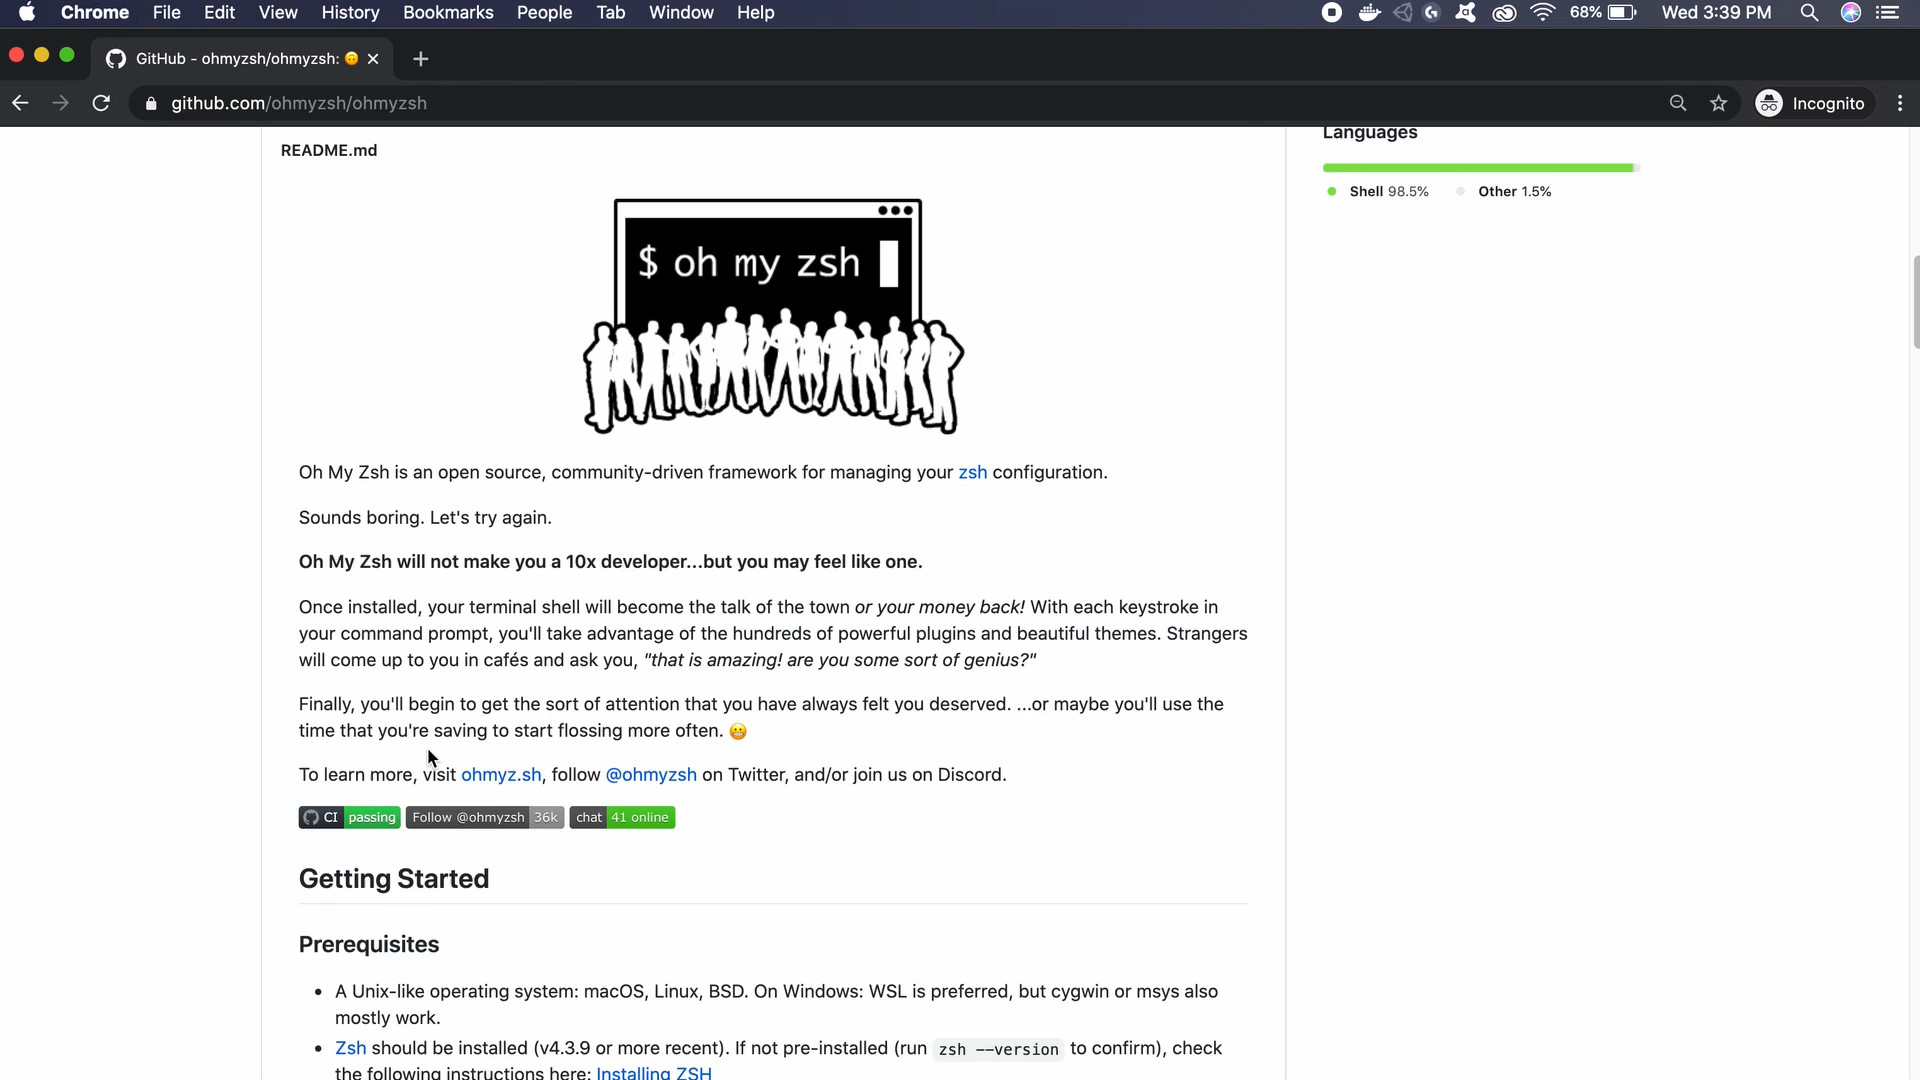 Chrome File Edit View History Bookmarks People Tab Window Help 68% Wed 3:39 PM
GitHub - ohmyzsh/ohmyzsh: 🙃
github.com/ohmyzsh/ohmyzsh Incognito
README.md
Languages
Shell 98.5% Other 1.5%
$ oh my zsh
Oh My Zsh is an open source, community-driven framework for managing your zsh configuration.
Sounds boring. Let's try again.
Oh My Zsh will not make you a 10x developer...but you may feel like one.
Once installed, your terminal shell will become the talk of the town or your money back! With each keystroke in
your command prompt, you'll take advantage of the hundreds of powerful plugins and beautiful themes. Strangers
will come up to you in cafés and ask you, "that is amazing! are you some sort of genius?"
Finally, you'll begin to get the sort of attention that you have always felt you deserved. ...or maybe you'll use the
time that you're saving to start flossing more often. 😬
To learn more, visit ohmyz.sh, follow @ohmyzsh on Twitter, and/or join us on Discord.
CI passing Follow @ohmyzsh 36k chat 41 online
Getting Started
Prerequisites
• A Unix-like operating system: macOS, Linux, BSD. On Windows: WSL is preferred, but cygwin or msys also
mostly work.
• Zsh should be installed (v4.3.9 or more recent). If not pre-installed (run zsh --version to confirm), check
the following instructions here: Installing ZSH